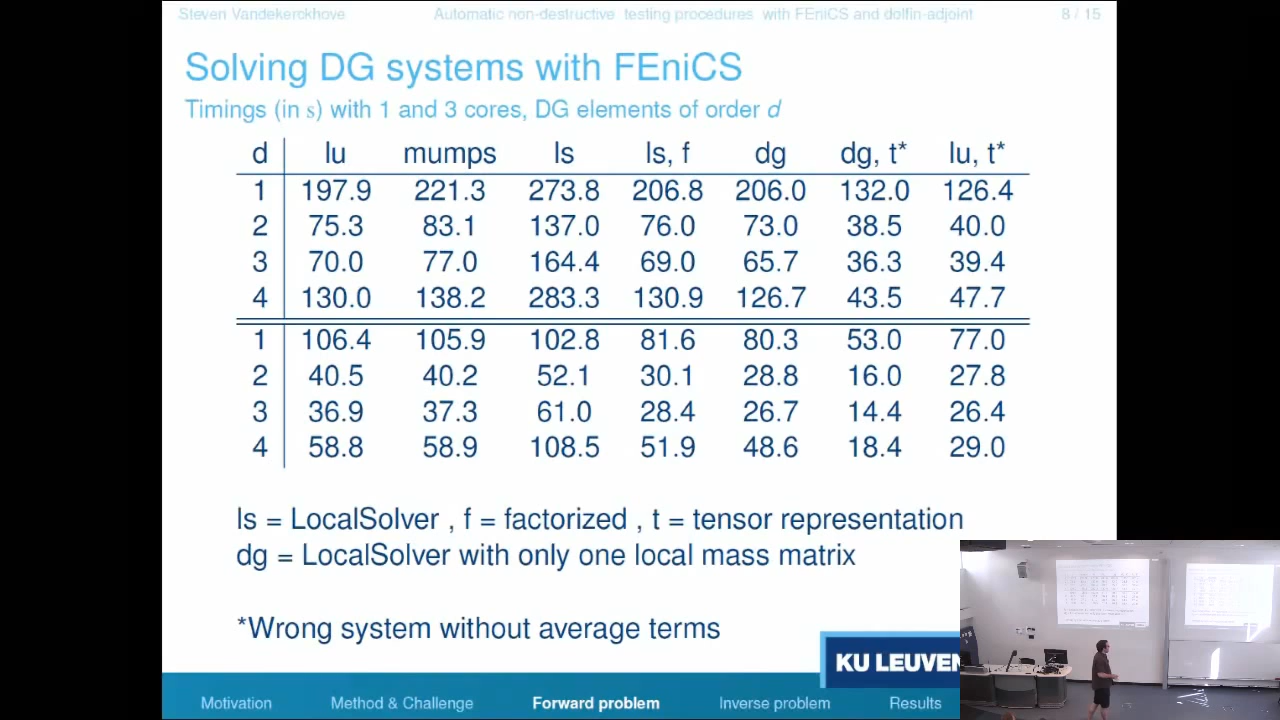 Steven Vandekerckhove Automatic non-destructive testing procedures with FEniCS and dolfin-adjoint 8 / 15
Solving DG systems with FEniCS
Timings (in s) with 1 and 3 cores, DG elements of order d
d lu mumps ls ls, f dg dg, t* lu, t*
1 197.9 221.3 273.8 206.8 206.0 132.0 126.4
2 75.3 83.1 137.0 76.0 73.0 38.5 40.0
3 70.0 77.0 164.4 69.0 65.7 36.3 39.4
4 130.0 138.2 283.3 130.9 126.7 43.5 47.7
1 106.4 105.9 102.8 81.6 80.3 53.0 77.0
2 40.5 40.2 52.1 30.1 28.8 16.0 27.8
3 36.9 37.3 61.0 28.4 26.7 14.4 26.4
4 58.8 58.9 108.5 51.9 48.6 18.4 29.0
ls = LocalSolver , f = factorized , t = tensor representation
dg = LocalSolver with only one local mass matrix
*Wrong system without average terms
KU LEUVEN
Motivation Method & Challenge Forward problem Inverse problem Results